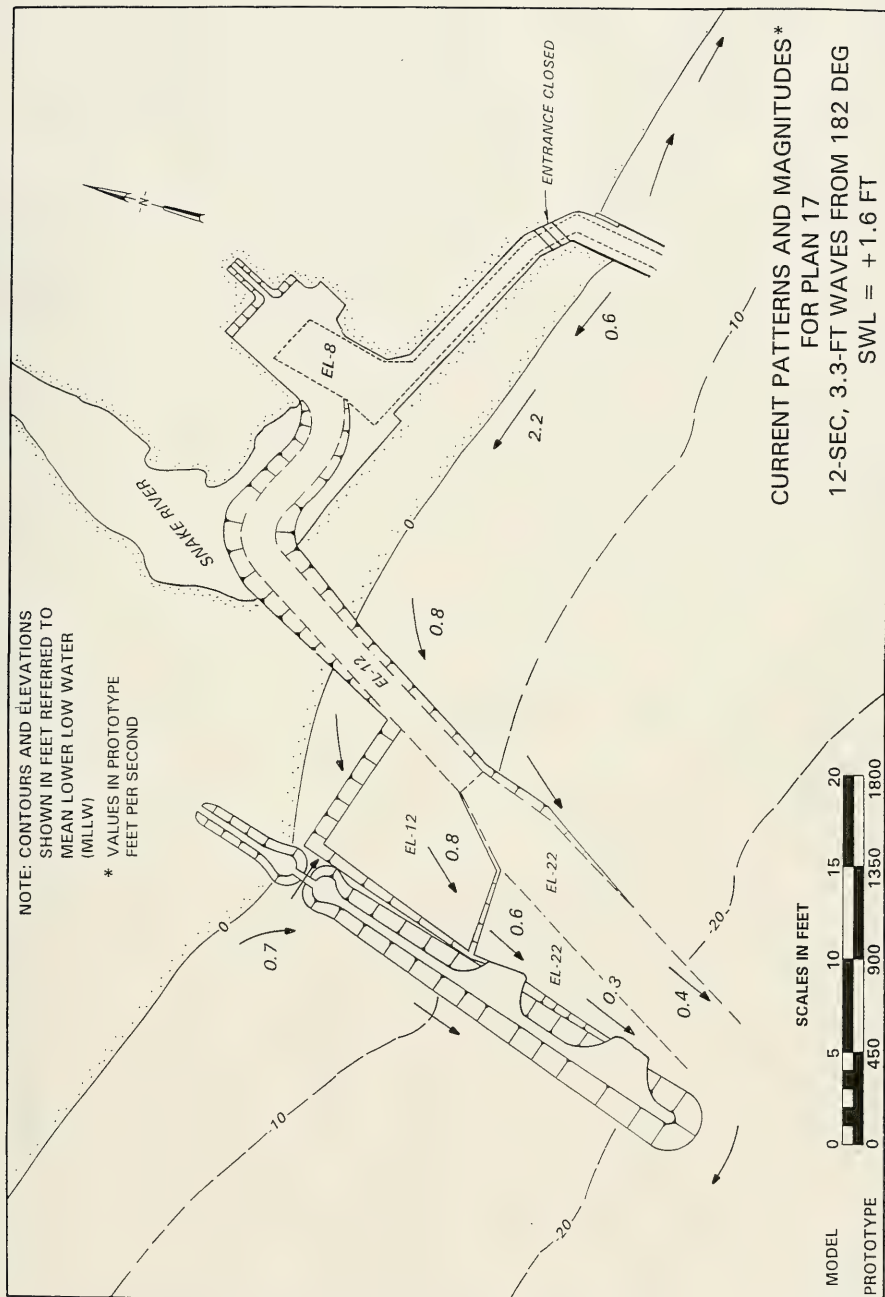 NOTE: CONTOURS AND ELEVATIONS
SHOWN IN FEET REFERRED TO
MEAN LOWER LOW WATER
(MLLW)
* VALUES IN PROTOTYPE
FEET PER SECOND
SNAKE RIVER
-N-
ENTRANCE CLOSED
EL-8
EL-12
EL-12
EL-22
EL-22
0
0
-10
-10
-20
-20
0.7
0.8
0.6
0.3
0.4
0.8
2.2
0.6
CURRENT PATTERNS AND MAGNITUDES*
FOR PLAN 17
12-SEC, 3.3-FT WAVES FROM 182 DEG
SWL = +1.6 FT
SCALES IN FEET
MODEL 0 5 10 15 20
PROTOTYPE 0 450 900 1350 1800